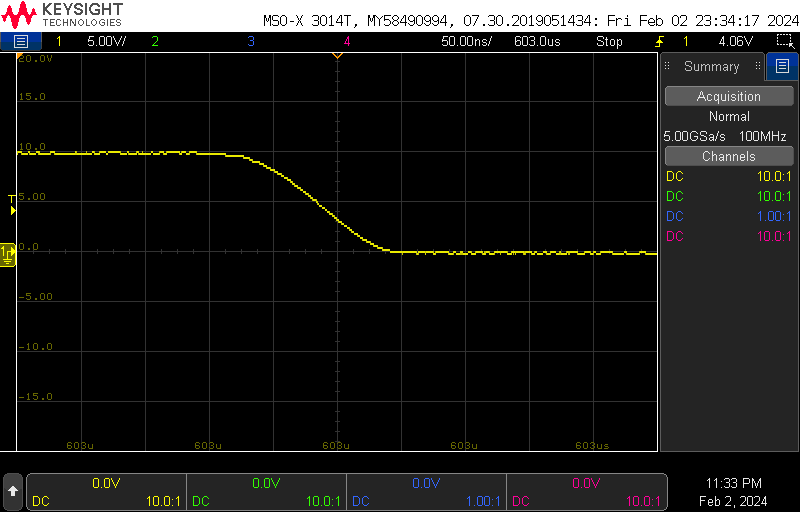 KEYSIGHT
TECHNOLOGIES
MSO-X 3014T, MY58490994, 07.30.2019051434: Fri Feb 02 23:34:17 2024
1 5.00V/ 2 3 4 50.00ns/ 603.0us Stop 1 4.06V
20.0V
15.0
10.0
5.00
0.0
-5.00
-10.0
-15.0
T
1
603u 603u 603u 603u 603us
Summary
Acquisition
Normal
5.00GSa/s 100MHz
Channels
DC 10.0:1
DC 10.0:1
DC 1.00:1
DC 10.0:1
0.0V 0.0V 0.0V 0.0V
DC 10.0:1 DC 10.0:1 DC 1.00:1 DC 10.0:1
11:33 PM
Feb 2, 2024